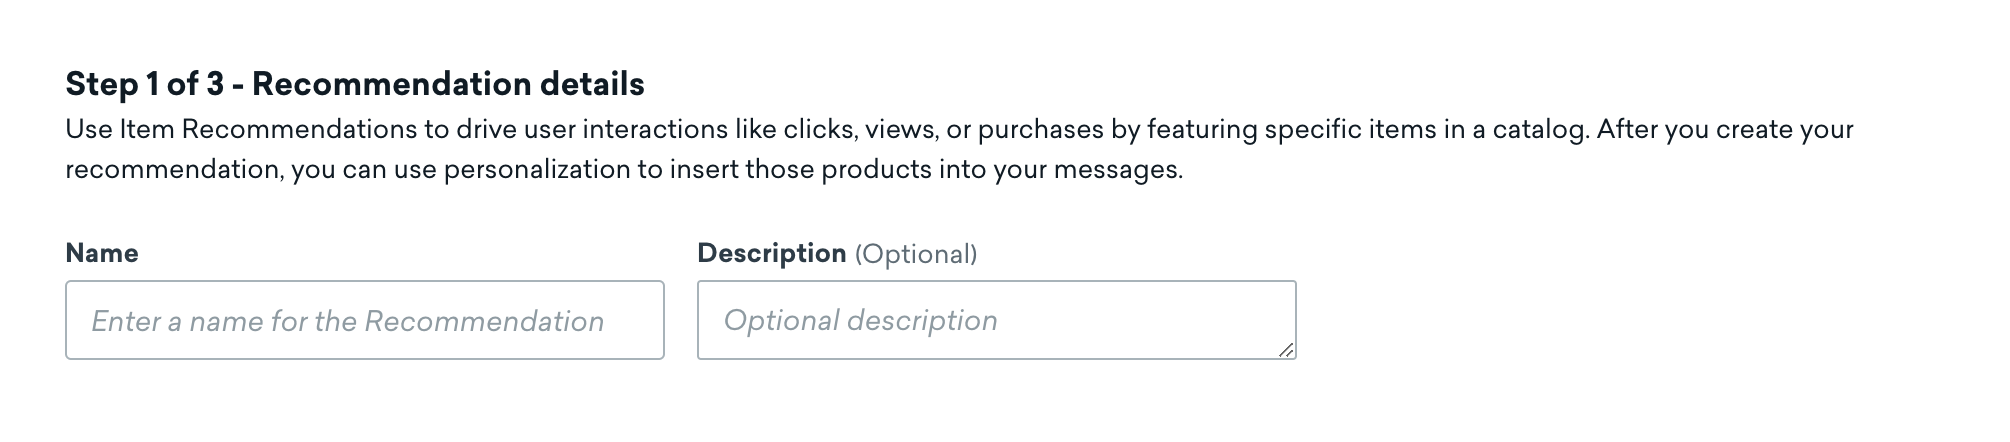 Step 1 of 3 - Recommendation details
Use Item Recommendations to drive user interactions like clicks, views, or purchases by featuring specific items in a catalog. After you create your
recommendation, you can use personalization to insert those products into your messages.
Name
Description (Optional)
Enter a name for the Recommendation
Optional description